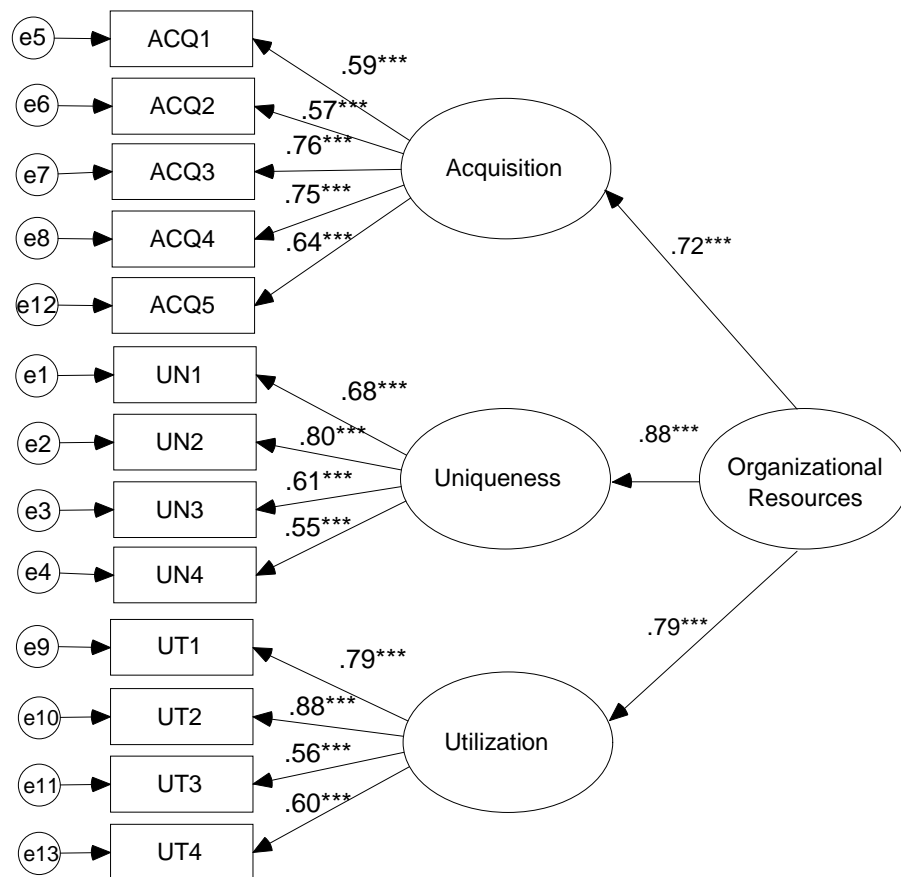 e5
ACQ1
.59***
e6
ACQ2
.57***
e7
ACQ3
.76***
Acquisition
e8
ACQ4
.75***
e12
ACQ5
.64***
.72***
e1
UN1
.68***
e2
UN2
.80***
Uniqueness
.88***
Organizational
Resources
e3
UN3
.61***
e4
UN4
.55***
e9
UT1
.79***
.79***
e10
UT2
.88***
Utilization
e11
UT3
.56***
e13
UT4
.60***